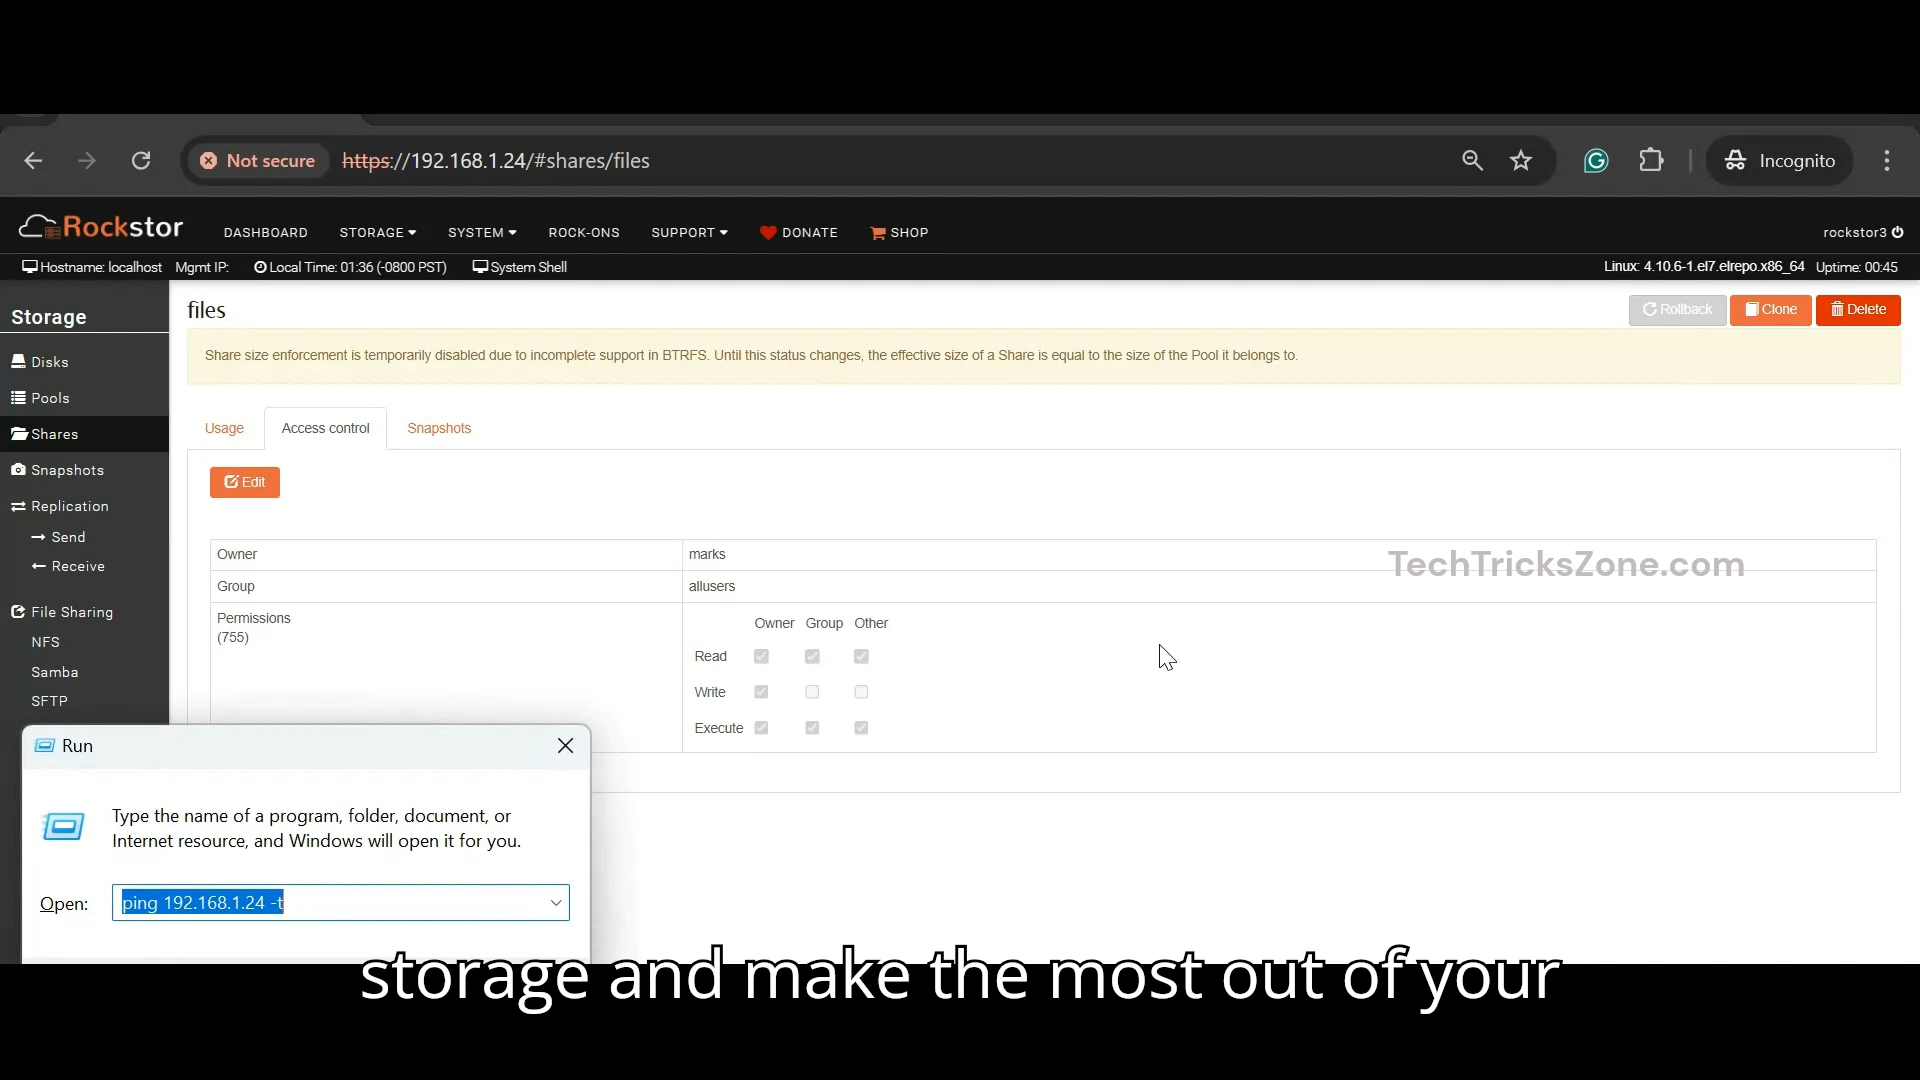 Not secure https://192.168.1.24/#shares/files Incognito
Rockstor DASHBOARD STORAGE SYSTEM ROCK-ONS SUPPORT DONATE SHOP rockstor3
Hostname: localhost Mgmt IP: Local Time: 01:36 (-0800 PST) System Shell Linux: 4.10.6-1.el7.elrepo.x86_64 Uptime: 00:45
Storage
Disks
Pools
Shares
Snapshots
Replication
Send
Receive
File Sharing
NFS
Samba
SFTP
files
Rollback Clone Delete
Share size enforcement is temporarily disabled due to incomplete support in BTRFS. Until this status changes, the effective size of a Share is equal to the size of the Pool it belongs to.
Usage Access control Snapshots
Edit
Owner marks
TechTricksZone.com
Group allusers
Permissions
(755)
Owner Group Other
Read
Write
Execute
Run
Type the name of a program, folder, document, or
Internet resource, and Windows will open it for you.
Open: ping 192.168.1.24 -t
storage and make the most out of your